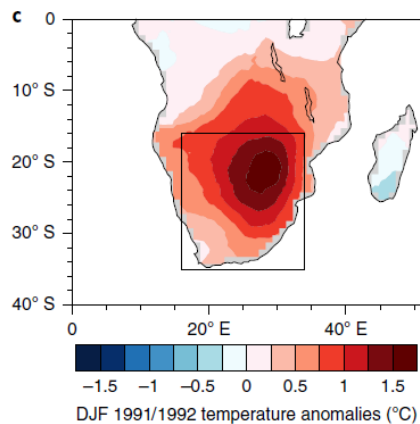 c
0
10° S
20° S
30° S
40° S
0 20° E 40° E
−1.5 −1 −0.5 0 0.5 1 1.5
DJF 1991/1992 temperature anomalies (°C)